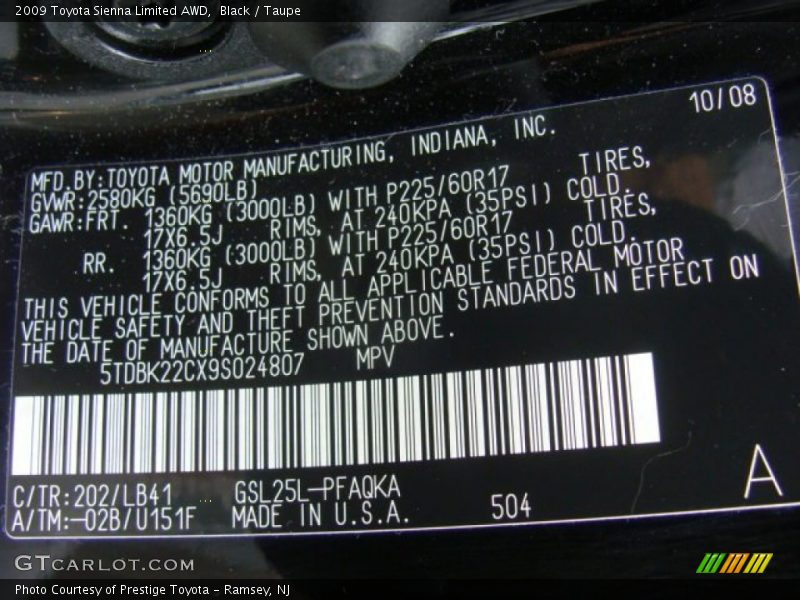 2009 Toyota Sienna Limited AWD, Black / Taupe
10/08
MFD.BY:TOYOTA MOTOR MANUFACTURING, INDIANA, INC.
GVWR:2580KG (5690LB)
GAWR:FRT. 1360KG (3000LB) WITH P225/60R17 TIRES,
17X6.5J RIMS, AT 240KPA (35PSI) COLD.
RR. 1360KG (3000LB) WITH P225/60R17 TIRES,
17X6.5J RIMS, AT 240KPA (35PSI) COLD.
THIS VEHICLE CONFORMS TO ALL APPLICABLE FEDERAL MOTOR
VEHICLE SAFETY AND THEFT PREVENTION STANDARDS IN EFFECT ON
THE DATE OF MANUFACTURE SHOWN ABOVE.
5TDBK22CX9S024807 MPV
C/TR:202/LB41 GSL25L-PFAQKA
A/TM:-02B/U151F MADE IN U.S.A. 504
A
GTCARLOT.COM
Photo Courtesy of Prestige Toyota - Ramsey, NJ